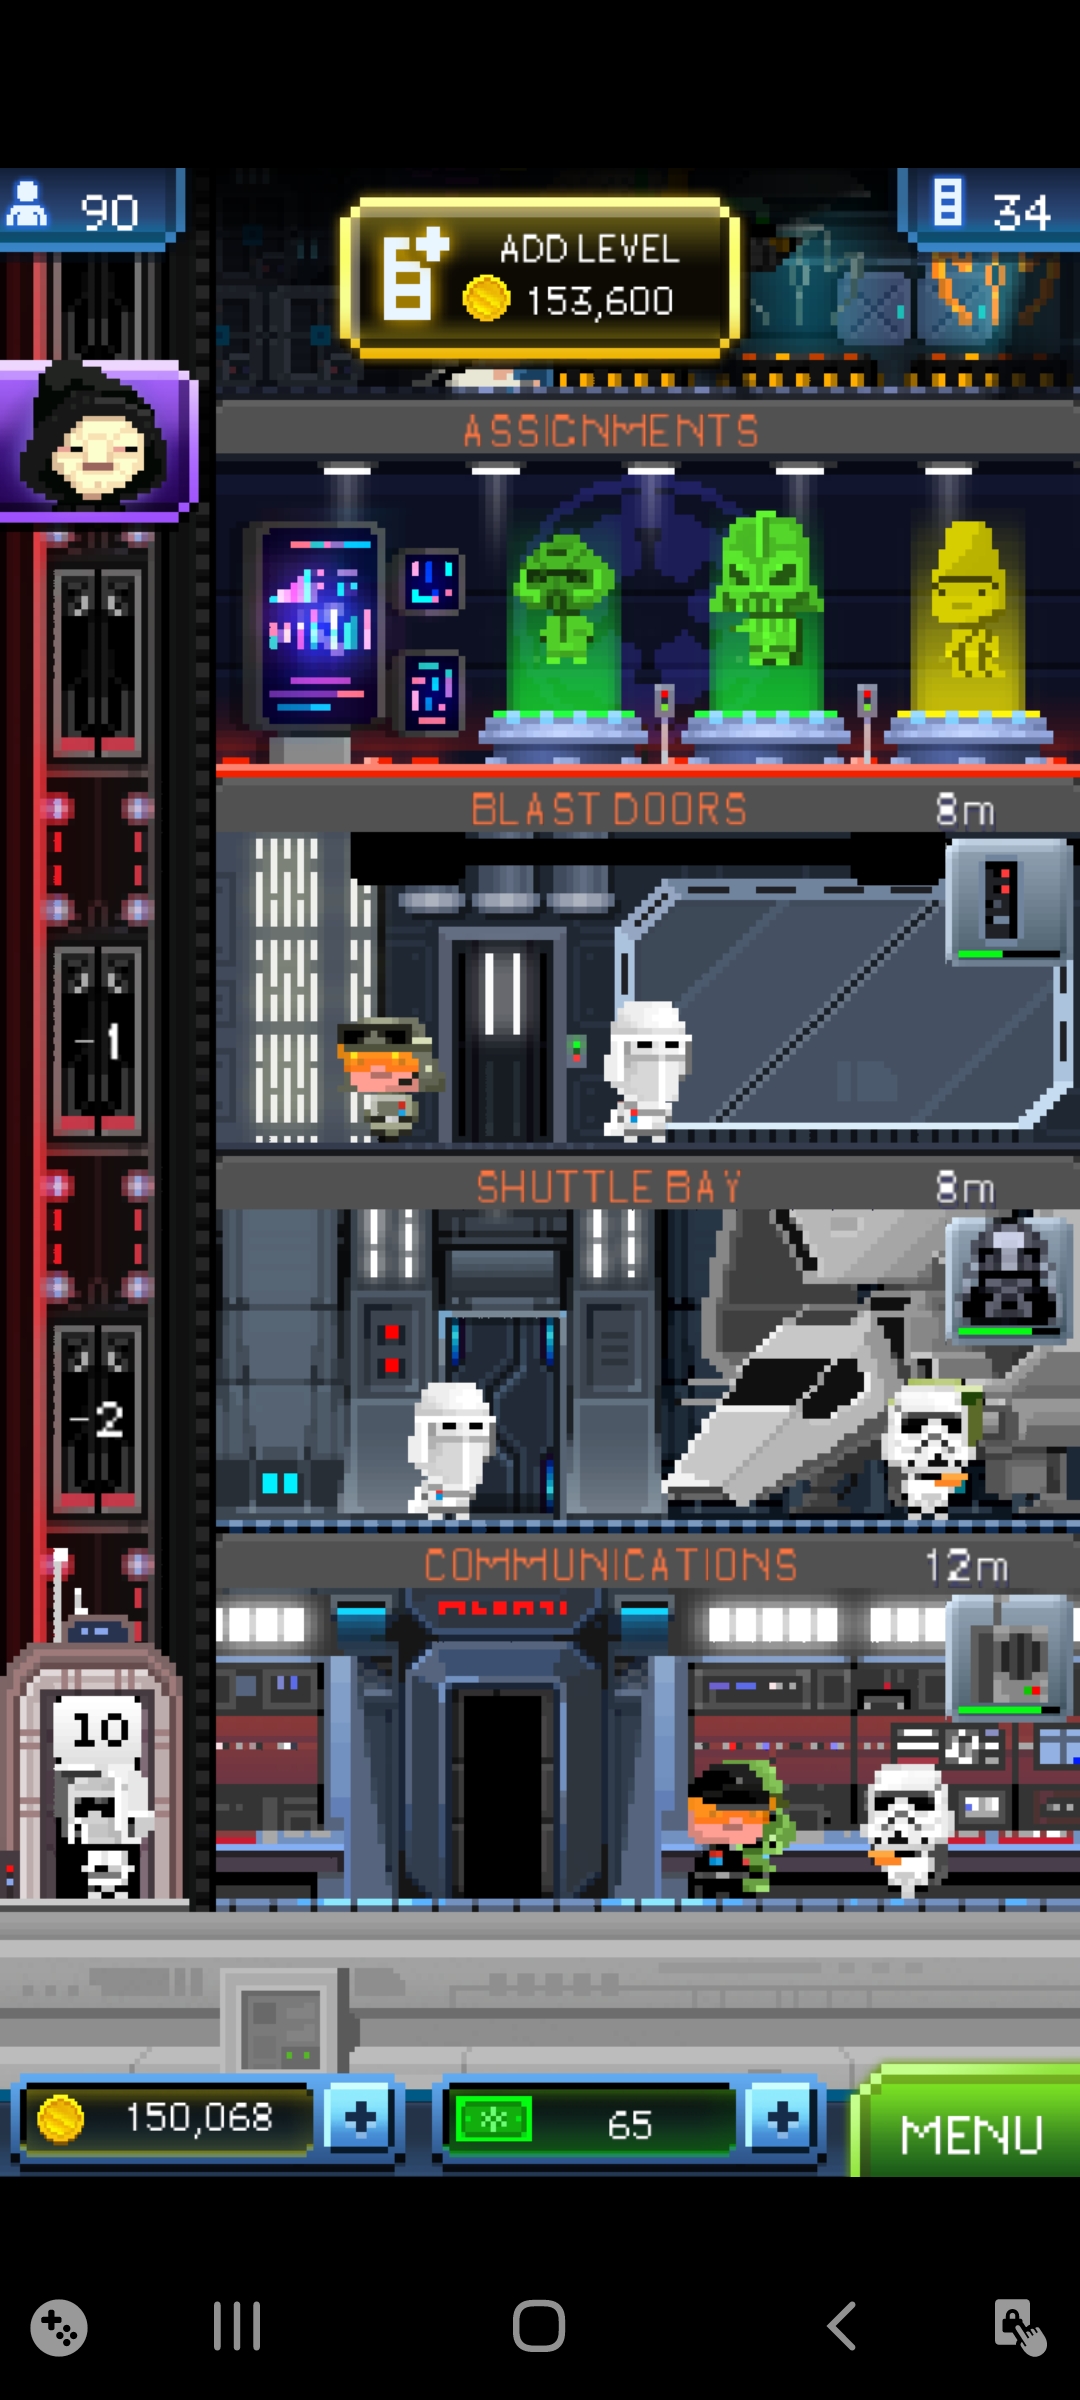 90
ADD LEVEL
153,600
34
ASSIGNMENTS
BLAST DOORS 8m
-1
SHUTTLE BAY 8m
-2
COMMUNICATIONS 12m
10
150,068
65
MENU